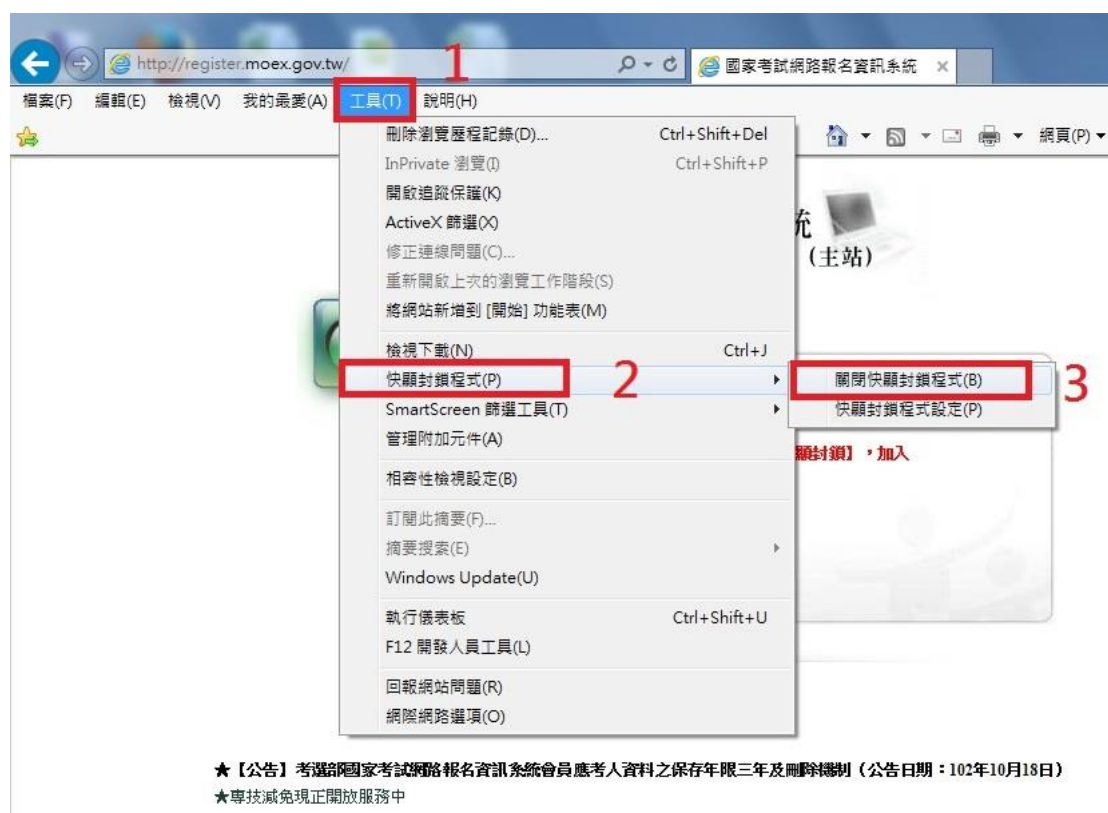 http://register.moex.gov.tw/
國家考試網路報名資訊系統
1
檔案(F) 編輯(E) 檢視(V) 我的最愛(A) 工具(T) 說明(H)
刪除瀏覽歷程記錄(D)... Ctrl+Shift+Del
網頁(P)
InPrivate 瀏覽(I) Ctrl+Shift+P
開啟追蹤保護(K)
ActiveX 篩選(X)
統
修正連線問題(C)...
(主站)
重新開啟上次的瀏覽工作階段(S)
將網站新增到 [開始] 功能表(M)
檢視下載(N) Ctrl+J
快顯封鎖程式(P) 2
關閉快顯封鎖程式(B) 3
SmartScreen 篩選工具(T)
快顯封鎖程式設定(P)
管理附加元件(A)
顯封鎖】，加入
相容性檢視設定(B)
訂閱此摘要(F)...
摘要搜索(E)
Windows Update(U)
執行儀表板 Ctrl+Shift+U
F12 開發人員工具(L)
回報網站問題(R)
網際網路選項(O)
★【公告】考選部國家考試網路報名資訊系統會員應考人資料之保存年限三年及刪除機制（公告日期：102年10月18日）
★專技減免現正開放服務中